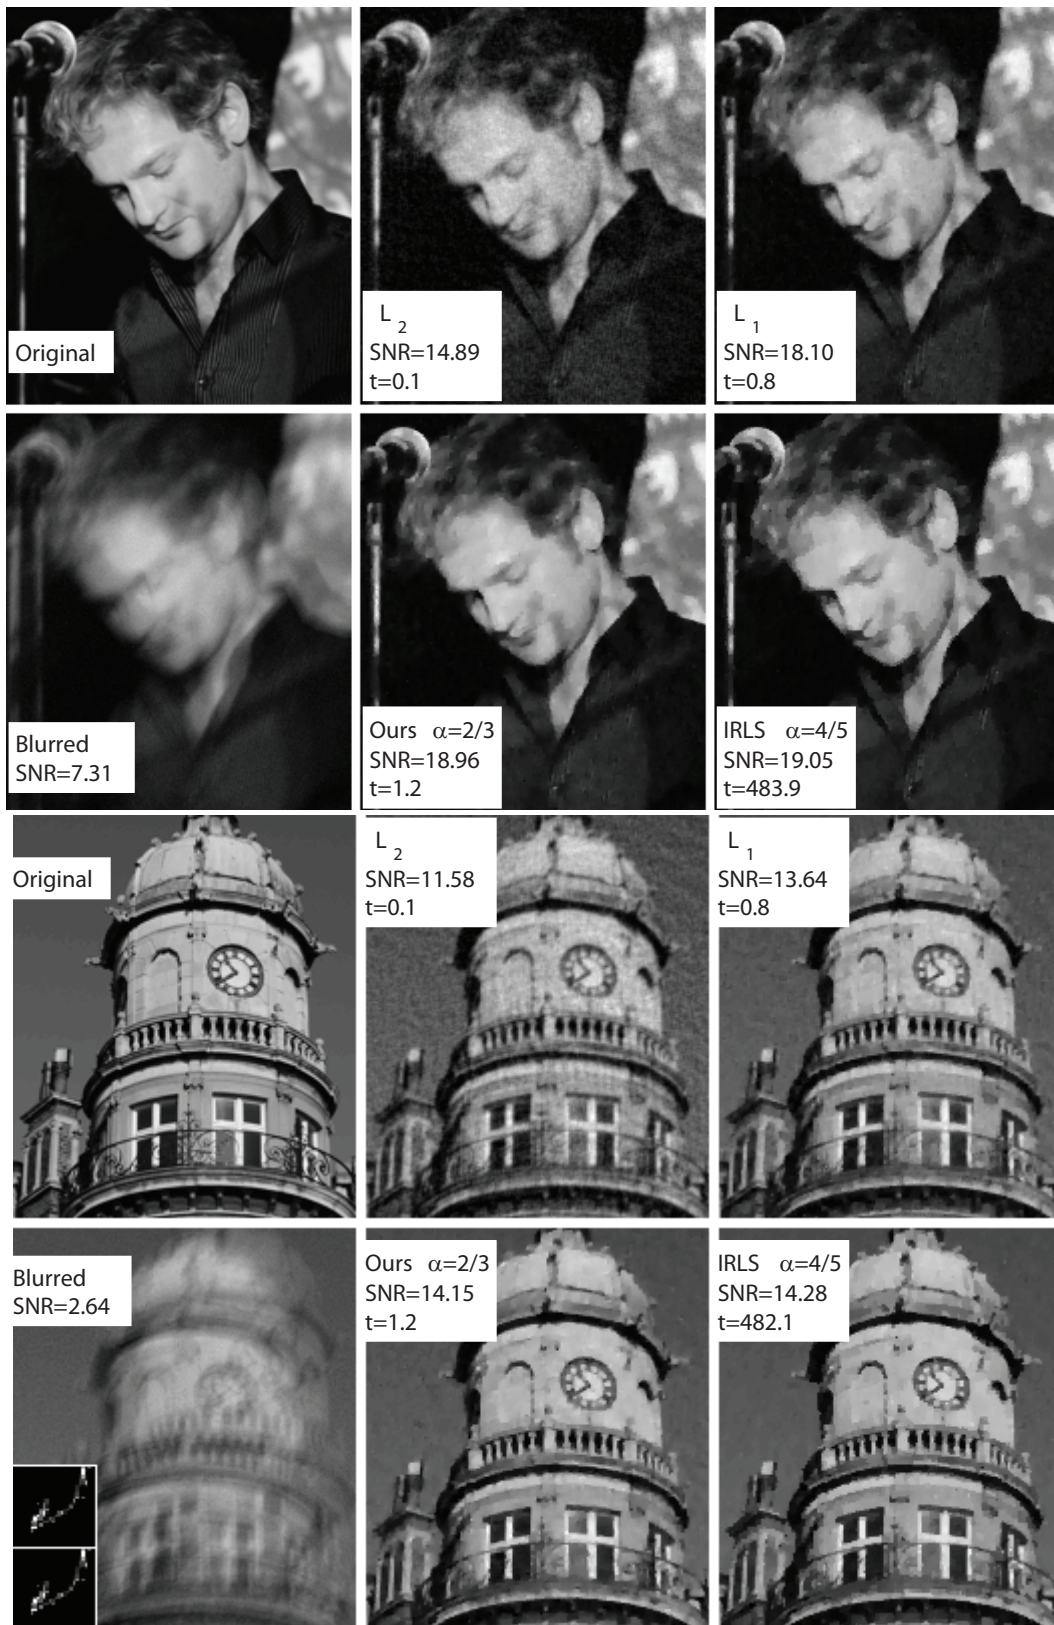 Original
L 2
SNR=14.89
t=0.1
L 1
SNR=18.10
t=0.8
Blurred
SNR=7.31
Ours α=2/3
SNR=18.96
t=1.2
IRLS α=4/5
SNR=19.05
t=483.9
Original
L 2
SNR=11.58
t=0.1
L 1
SNR=13.64
t=0.8
Blurred
SNR=2.64
Ours α=2/3
SNR=14.15
t=1.2
IRLS α=4/5
SNR=14.28
t=482.1